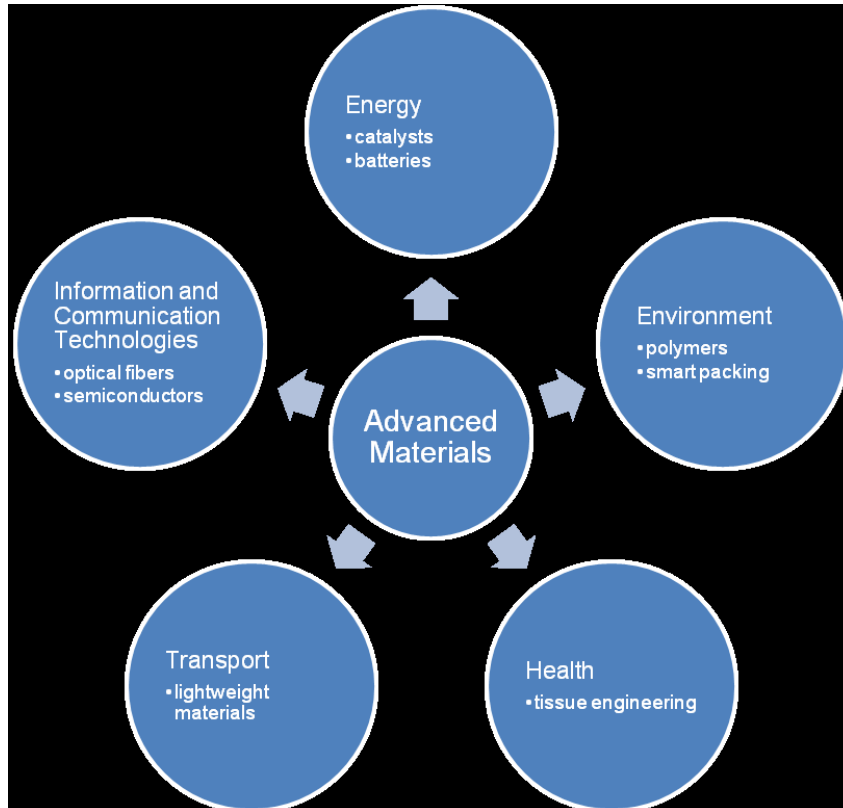 Energy
• catalysts
• batteries
Information and
Communication
Technologies
• optical fibers
• semiconductors
Environment
• polymers
• smart packing
Advanced
Materials
Transport
• lightweight
materials
Health
• tissue engineering